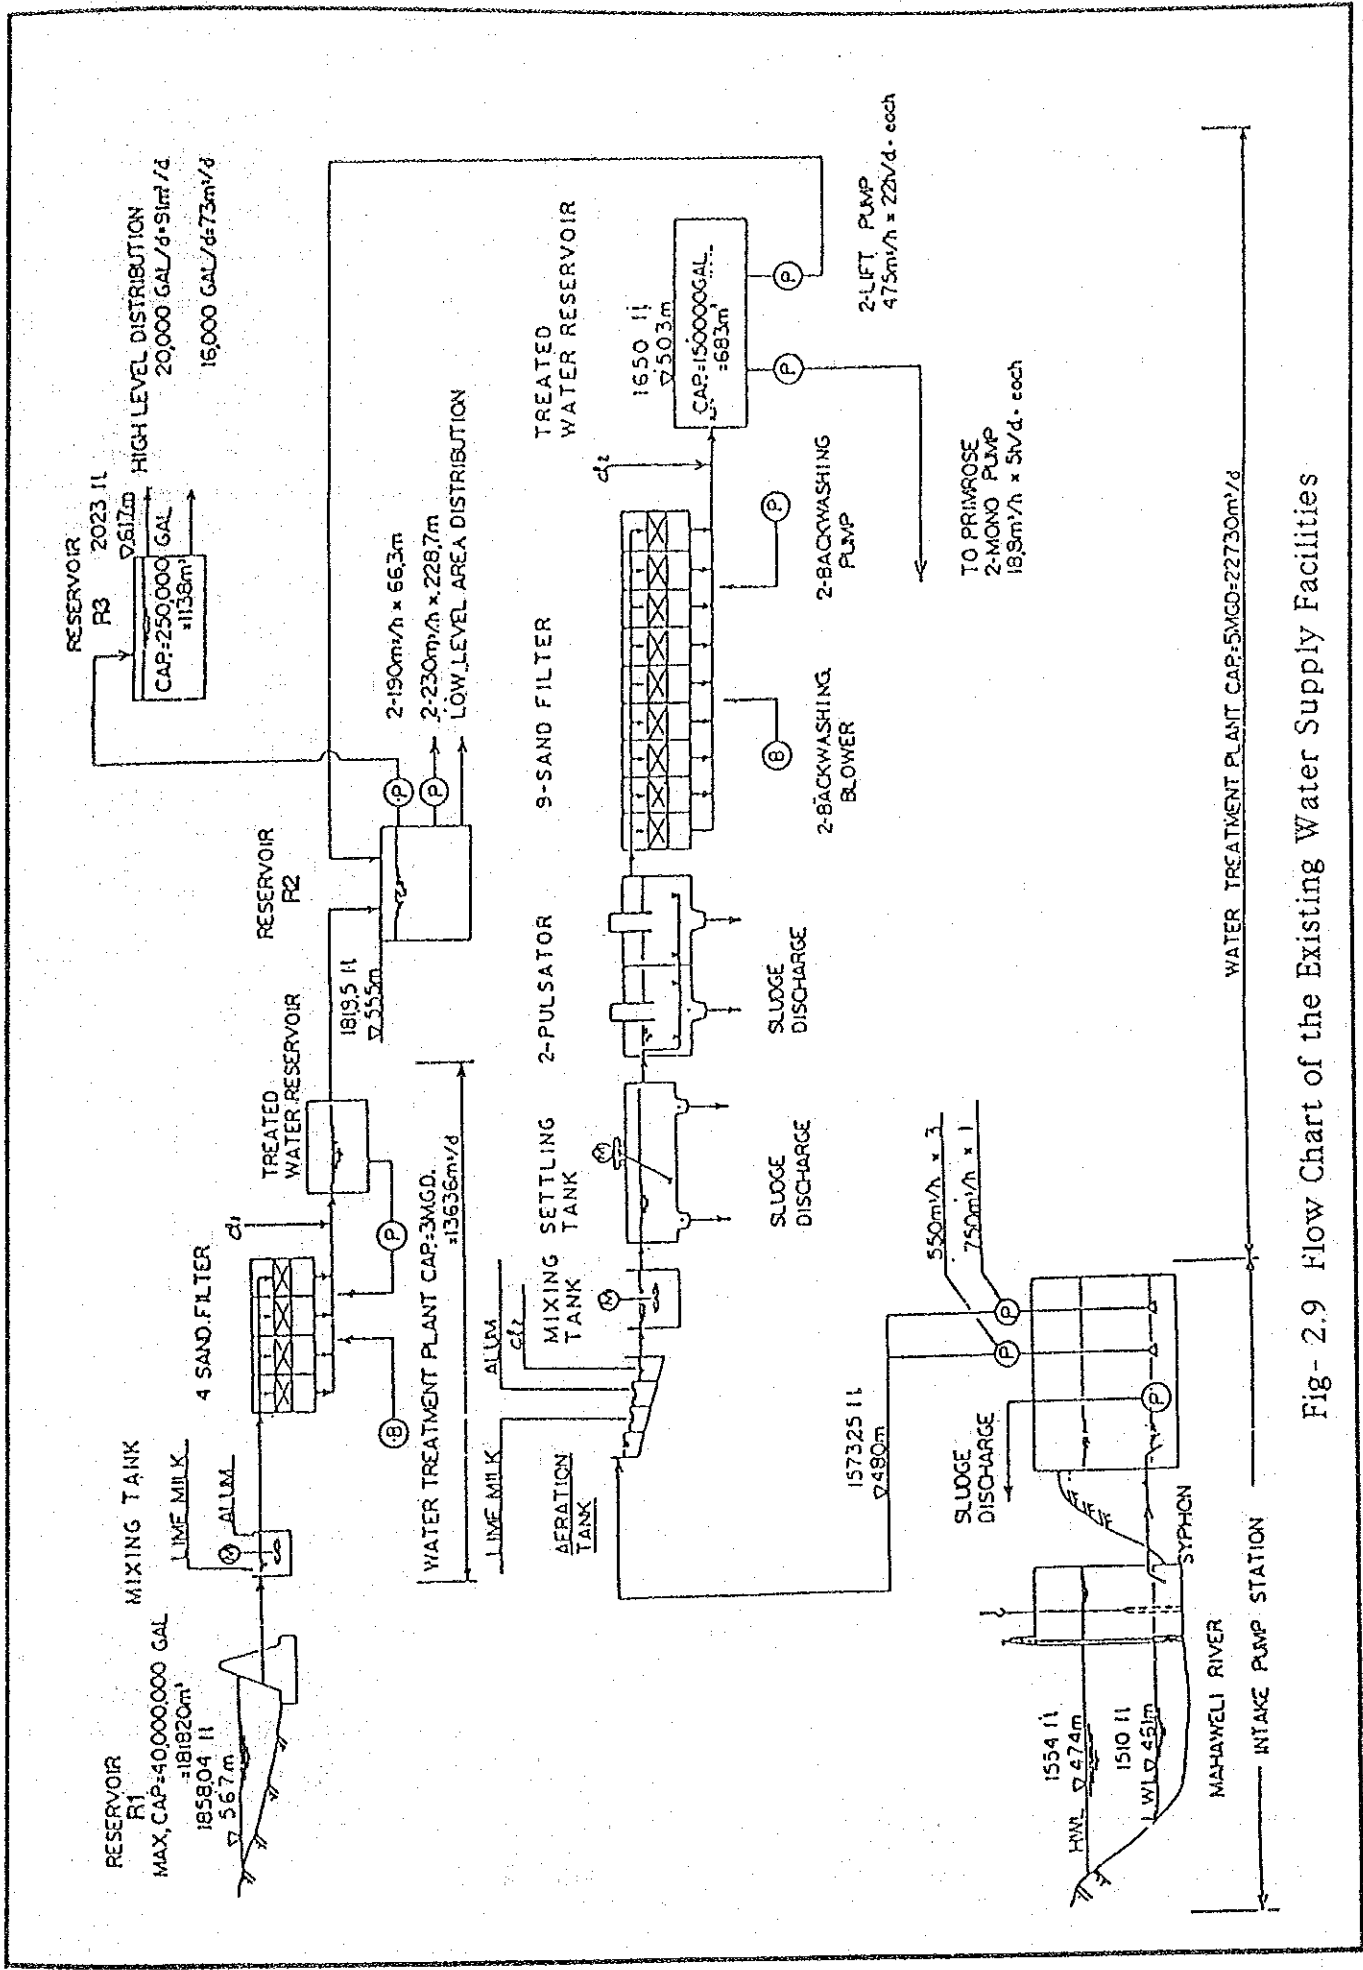 RESERVOIR
R1
MAX, CAP=40,000,000 GAL
=181820m³
1858.04 ft
▽ 567m
MIXING TANK
LIME MILK
ALUM
M
4 SAND FILTER
B
P
TREATED
WATER RESERVOIR
1819.5 ft
▽ 555m
WATER TREATMENT PLANT CAP.=3MGD.
=13636m³/d
RESERVOIR
R2
P
P
2-190m³/h × 66.3m
2-230m³/h × 228.7m
LOW LEVEL AREA DISTRIBUTION
RESERVOIR
R3
2023 ft
▽617m
CAP.=250,000 GAL
=1138m³
HIGH LEVEL DISTRIBUTION
20,000 GAL/d=91m³/d
16,000 GAL/d=73m³/d
LIME MILK
ALUM
Cl2
AERATION
TANK
MIXING
TANK
M
SETTLING
TANK
M
SLUDGE
DISCHARGE
2-PULSATOR
SLUDGE
DISCHARGE
9-SAND FILTER
B
2-BACKWASHING
BLOWER
P
2-BACKWASHING
PUMP
Cl2
TREATED
WATER RESERVOIR
1650 ft
▽503m
CAP.=150000GAL
=683m³
P
P
TO PRIMROSE
2-MONO PUMP
2-LIFT PUMP
475m³/h × 22h/d- each
1573.25 ft
▽480m
550m³/h × 3
750m³/h × 1
P
P
P
SLUDGE
DISCHARGE
SYPHON
1554 ft
HWL ▽474m
1510 ft
LWL▽461m
MAHAWELI RIVER
INTAKE PUMP STATION
WATER TREATMENT PLANT CAP.=5MGD=22730m³/d
Fig- 2.9 Flow Chart of the Existing Water Supply Facilities